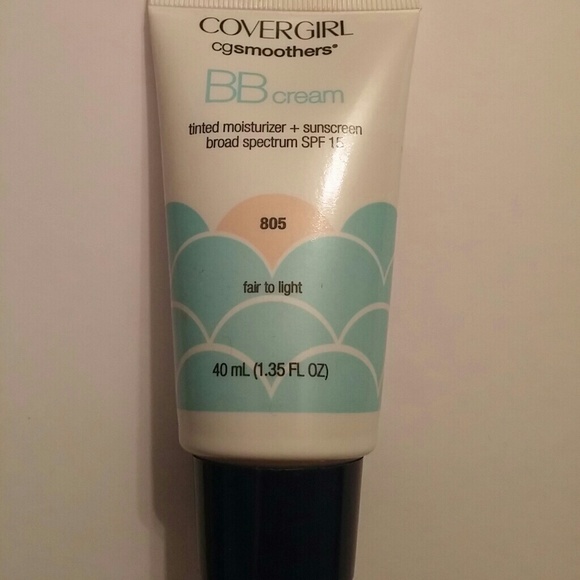 COVERGIRL
cgsmoothers®
BB cream
tinted moisturizer + sunscreen
broad spectrum SPF 15
805
fair to light
40 mL (1.35 FL OZ)